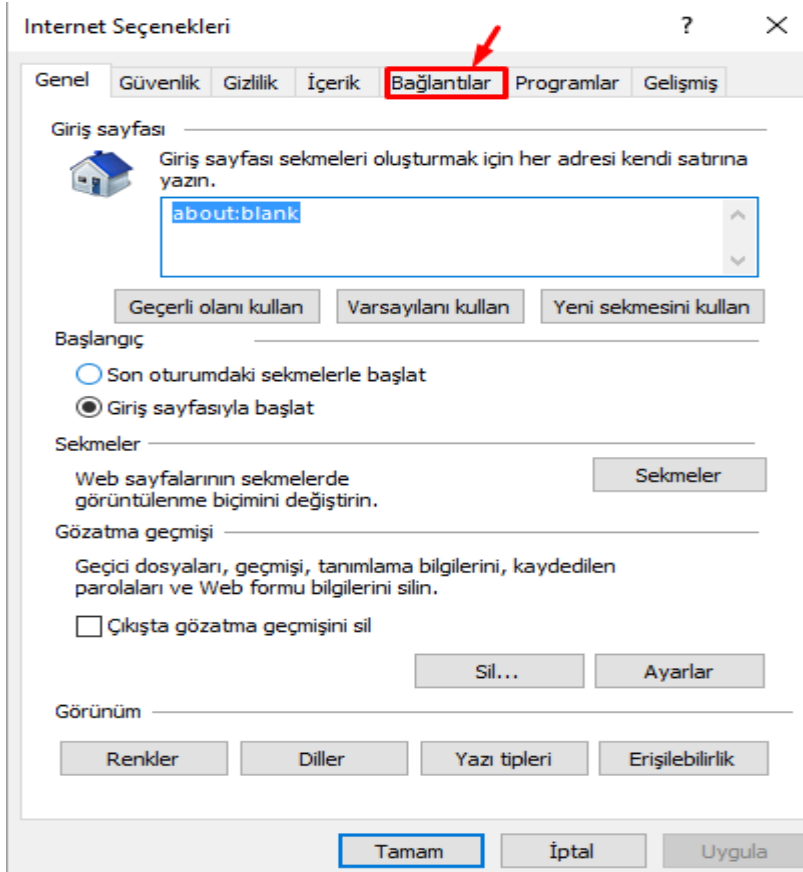 Internet Seçenekleri ?
Genel Güvenlik Gizlilik İçerik Bağlantılar Programlar Gelişmiş
Giriş sayfası
Giriş sayfası sekmeleri oluşturmak için her adresi kendi satırına
yazın.
about:blank
Geçerli olanı kullan Varsayılanı kullan Yeni sekmesini kullan
Başlangıç
Son oturumdaki sekmelerle başlat
Giriş sayfasıyla başlat
Sekmeler
Web sayfalarının sekmelerde
görüntülenme biçimini değiştirin.
Sekmeler
Gözatma geçmişi
Geçici dosyaları, geçmişi, tanımlama bilgilerini, kaydedilen
parolaları ve Web formu bilgilerini silin.
Çıkışta gözatma geçmişini sil
Sil... Ayarlar
Görünüm
Renkler Diller Yazı tipleri Erişilebilirlik
Tamam İptal Uygula